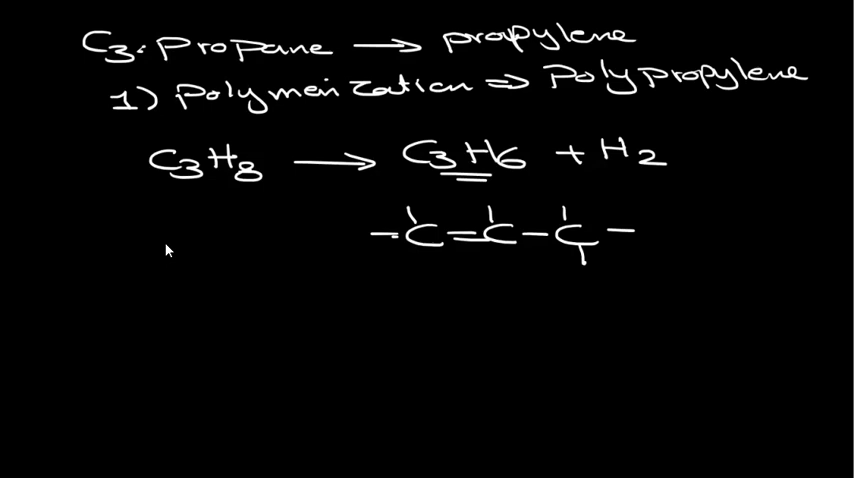 C3. Propane → propylene
1) Polymerization ⇒ Polypropylene
C3H8 → C3H6 + H2
– C = C – C –